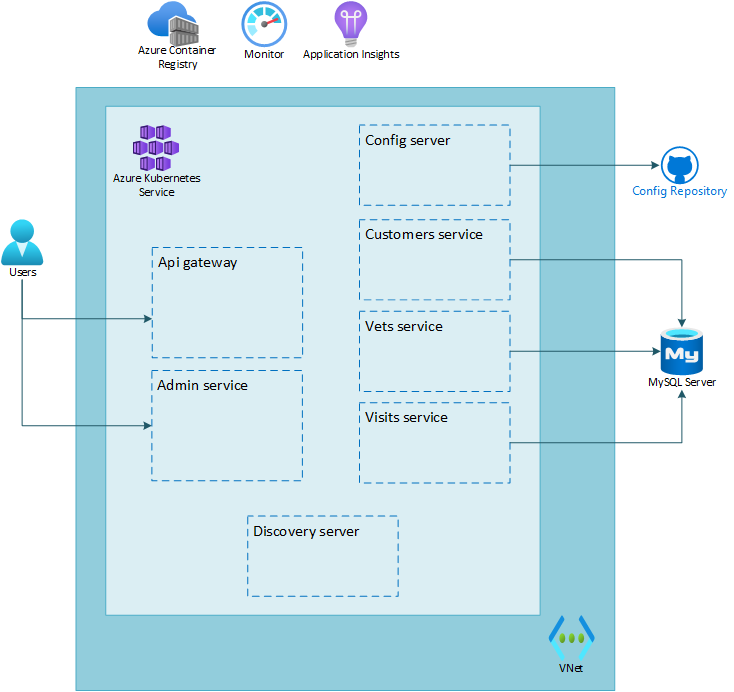 Azure Container
Registry
Monitor
Application Insights
Azure Kubernetes
Service
Config server
Config Repository
Customers service
Users
Api gateway
Vets service
My
MySQL Server
Admin service
Visits service
Discovery server
VNet